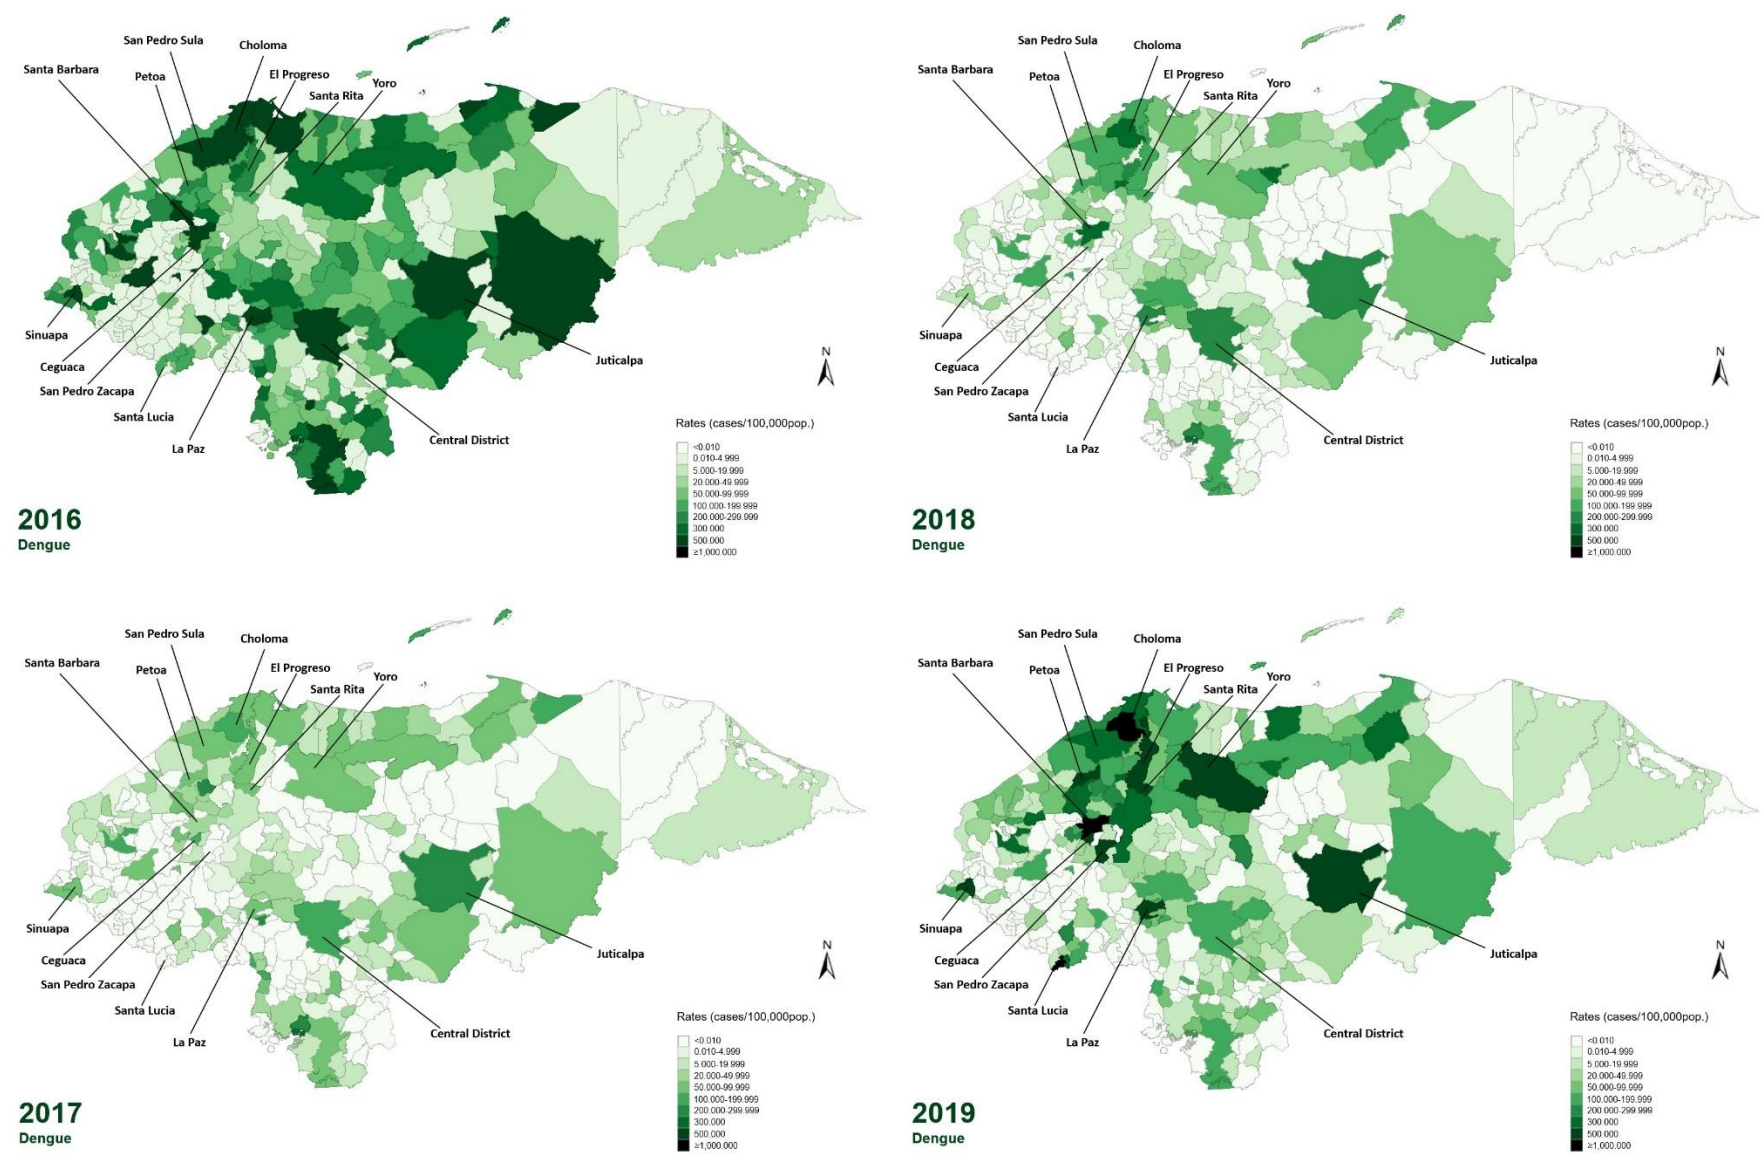 San Pedro Sula
Choloma
Santa Barbara
Petoa
El Progreso
Yoro
Santa Rita
Sinuapa
Ceguaca
San Pedro Zacapa
Santa Lucia
La Paz
Central District
Juticalpa
N
Rates (cases/100,000pop.)
<0.010
0.010-4.999
5.000-19.999
20.000-49.999
50.000-99.999
100.000-199.999
200.000-299.999
300.000
500.000
≥1,000.000
2016
Dengue
San Pedro Sula
Choloma
Santa Barbara
Petoa
El Progreso
Yoro
Santa Rita
Sinuapa
Ceguaca
San Pedro Zacapa
Santa Lucia
La Paz
Central District
Juticalpa
N
Rates (cases/100,000pop.)
<0.010
0.010-4.999
5.000-19.999
20.000-49.999
50.000-99.999
100.000-199.999
200.000-299.999
300.000
500.000
≥1,000.000
2018
Dengue
San Pedro Sula
Choloma
Santa Barbara
Petoa
El Progreso
Yoro
Santa Rita
Sinuapa
Ceguaca
San Pedro Zacapa
Santa Lucia
La Paz
Central District
Juticalpa
N
Rates (cases/100,000pop.)
<0.010
0.010-4.999
5.000-19.999
20.000-49.999
50.000-99.999
100.000-199.999
200.000-299.999
300.000
500.000
≥1,000.000
2017
Dengue
San Pedro Sula
Choloma
Santa Barbara
Petoa
El Progreso
Yoro
Santa Rita
Sinuapa
Ceguaca
San Pedro Zacapa
Santa Lucia
La Paz
Central District
Juticalpa
N
Rates (cases/100,000pop.)
<0.010
0.010-4.999
5.000-19.999
20.000-49.999
50.000-99.999
100.000-199.999
200.000-299.999
300.000
500.000
≥1,000.000
2019
Dengue